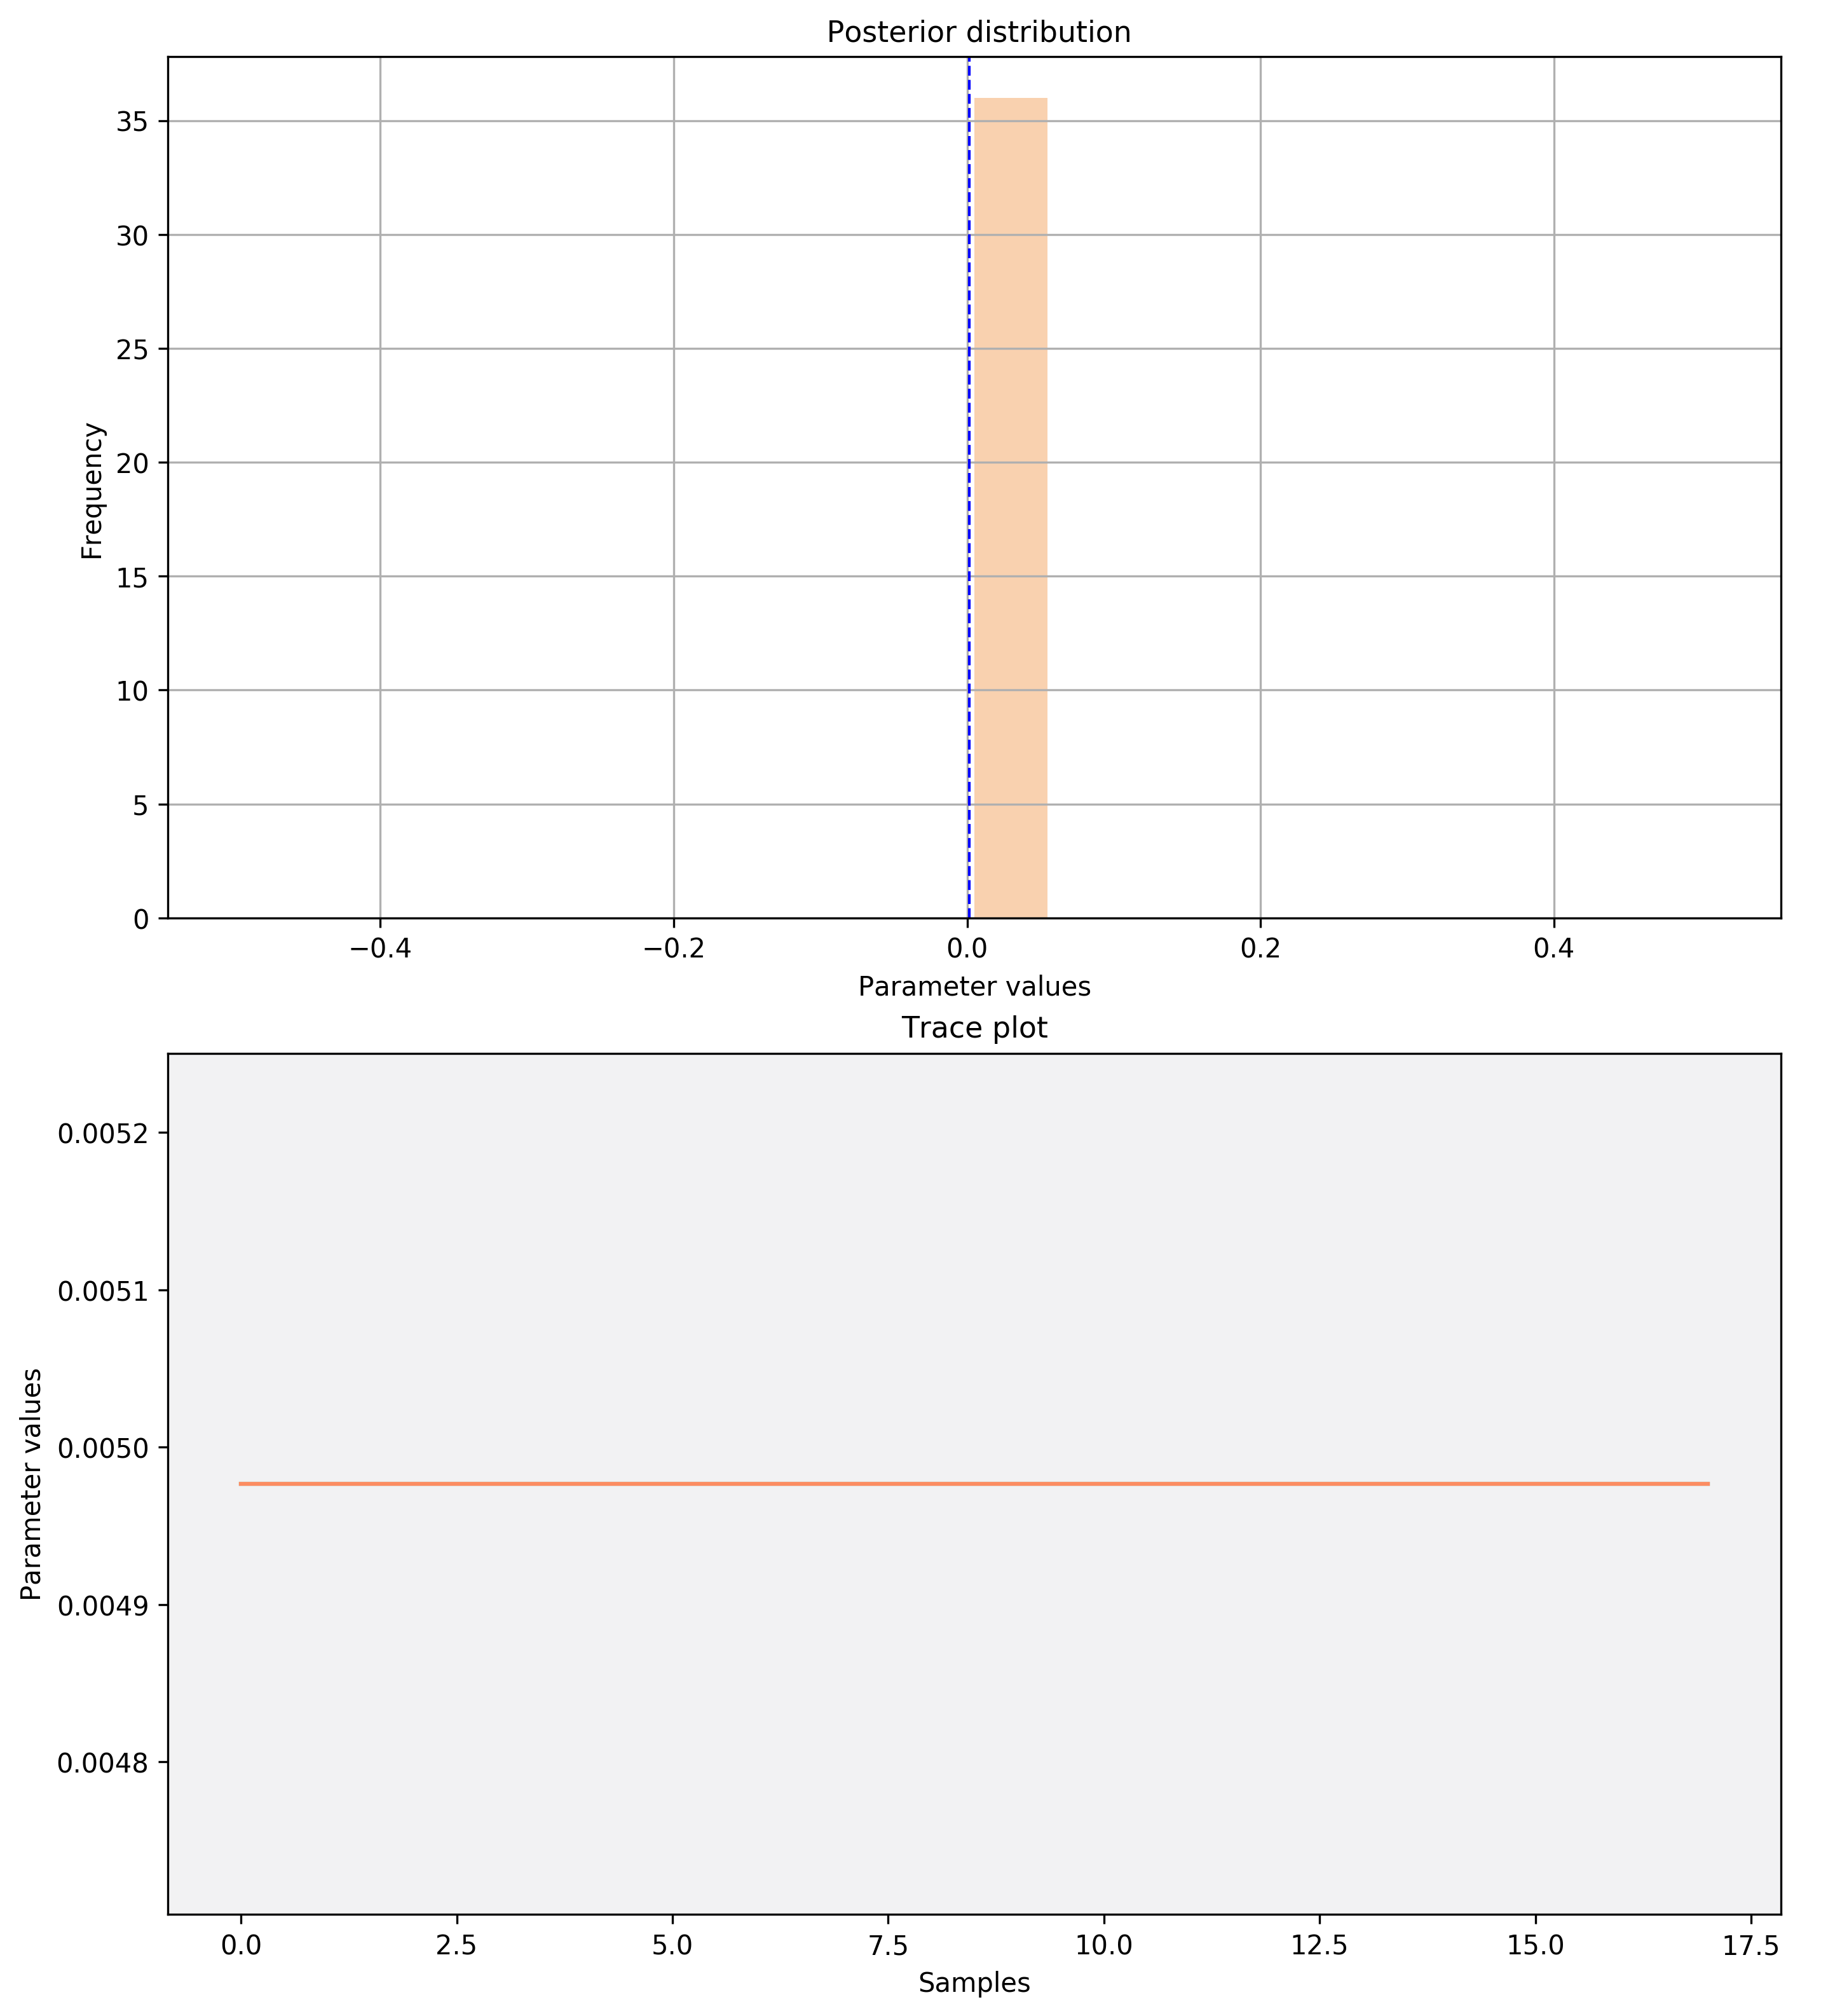 Posterior distribution
35
30
25
20
15
10
5
0
Frequency
−0.4 −0.2 0.0 0.2 0.4
Parameter values
Trace plot
0.0052
0.0051
0.0050
0.0049
0.0048
Parameter values
0.0 2.5 5.0 7.5 10.0 12.5 15.0 17.5
Samples